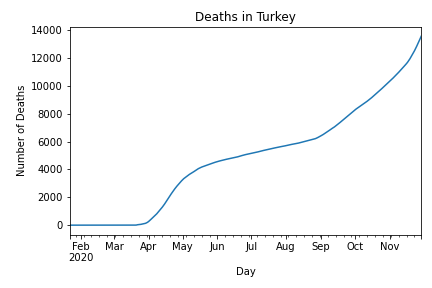 Deaths in Turkey
14000
12000
10000
8000
6000
4000
2000
0
Number of Deaths
Feb Mar Apr May Jun Jul Aug Sep Oct Nov
2020
Day